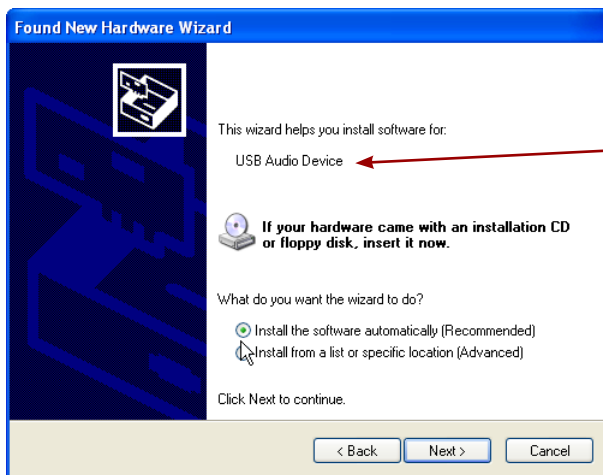 Found New Hardware Wizard
This wizard helps you install software for:
USB Audio Device
If your hardware came with an installation CD
or floppy disk, insert it now.
What do you want the wizard to do?
Install the software automatically (Recommended)
Install from a list or specific location (Advanced)
Click Next to continue.
< Back
Next >
Cancel